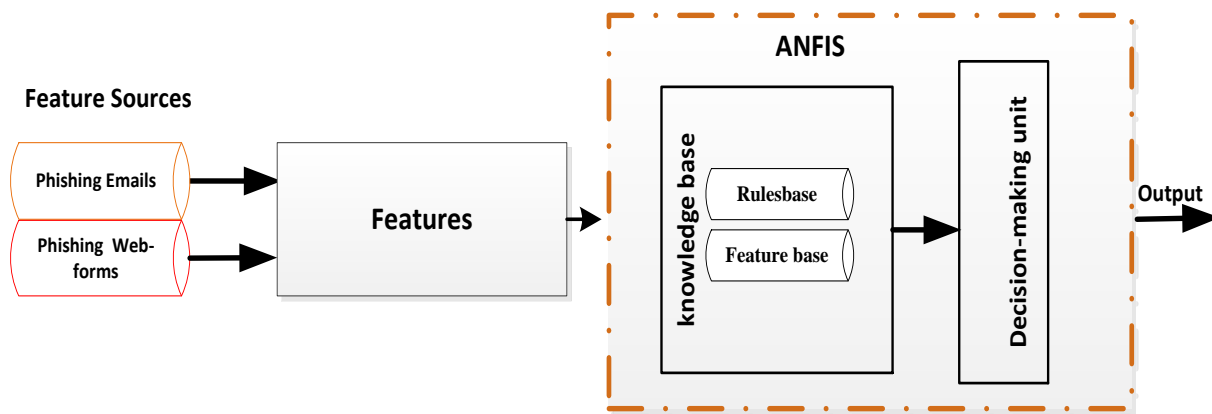 Feature Sources
Phishing Emails
Phishing Web-
forms
Features
ANFIS
knowledge base
Rulesbase
Feature base
Decision-making unit
Output